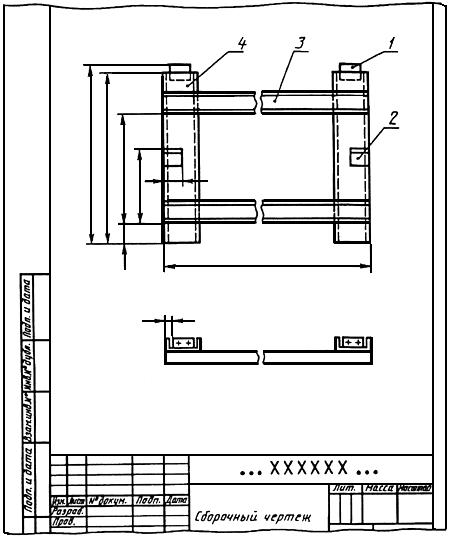 4
1
3
2
Подп. и дата
Взам.инв.№ Инв.№ дубл.
Подп. и дата
... XXXXXX ...
Лит. Масса Масштаб
Изм. Лист № докум. Подп. Дата
Разраб.
Пров.
Сборочный чертеж